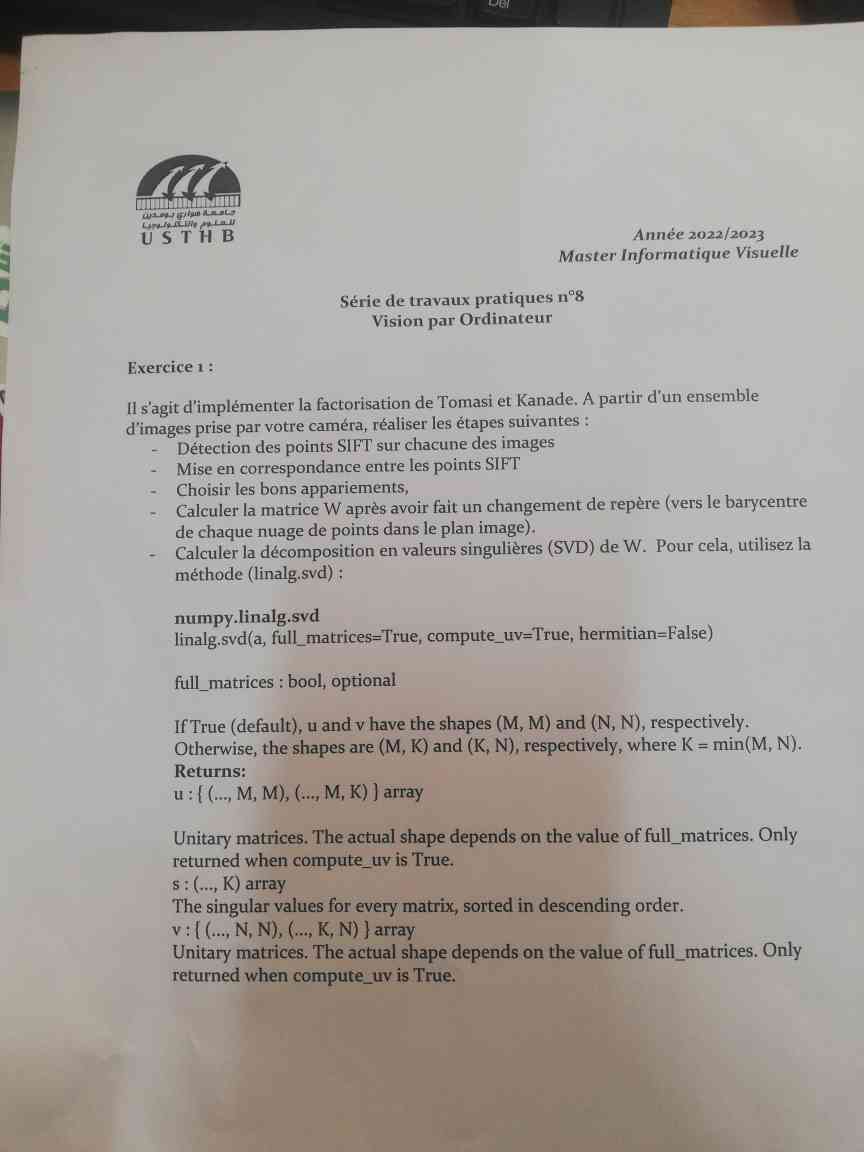 Del
جامعة هواري بومدين
للعلوم والتكنولوجيا
USTHB
Année 2022/2023
Master Informatique Visuelle
Série de travaux pratiques n°8
Vision par Ordinateur
Exercice 1 :
Il s'agit d'implémenter la factorisation de Tomasi et Kanade. A partir d'un ensemble
d'images prise par votre caméra, réaliser les étapes suivantes :
- Détection des points SIFT sur chacune des images
- Mise en correspondance entre les points SIFT
- Choisir les bons appariements,
- Calculer la matrice W après avoir fait un changement de repère (vers le barycentre
de chaque nuage de points dans le plan image).
- Calculer la décomposition en valeurs singulières (SVD) de W. Pour cela, utilisez la
méthode (linalg.svd) :
numpy.linalg.svd
linalg.svd(a, full_matrices=True, compute_uv=True, hermitian=False)
full_matrices : bool, optional
If True (default), u and v have the shapes (M, M) and (N, N), respectively.
Otherwise, the shapes are (M, K) and (K, N), respectively, where K = min(M, N).
Returns:
u : { (..., M, M), (..., M, K) } array
Unitary matrices. The actual shape depends on the value of full_matrices. Only
returned when compute_uv is True.
s : (..., K) array
The singular values for every matrix, sorted in descending order.
v : { (..., N, N), (..., K, N) } array
Unitary matrices. The actual shape depends on the value of full_matrices. Only
returned when compute_uv is True.